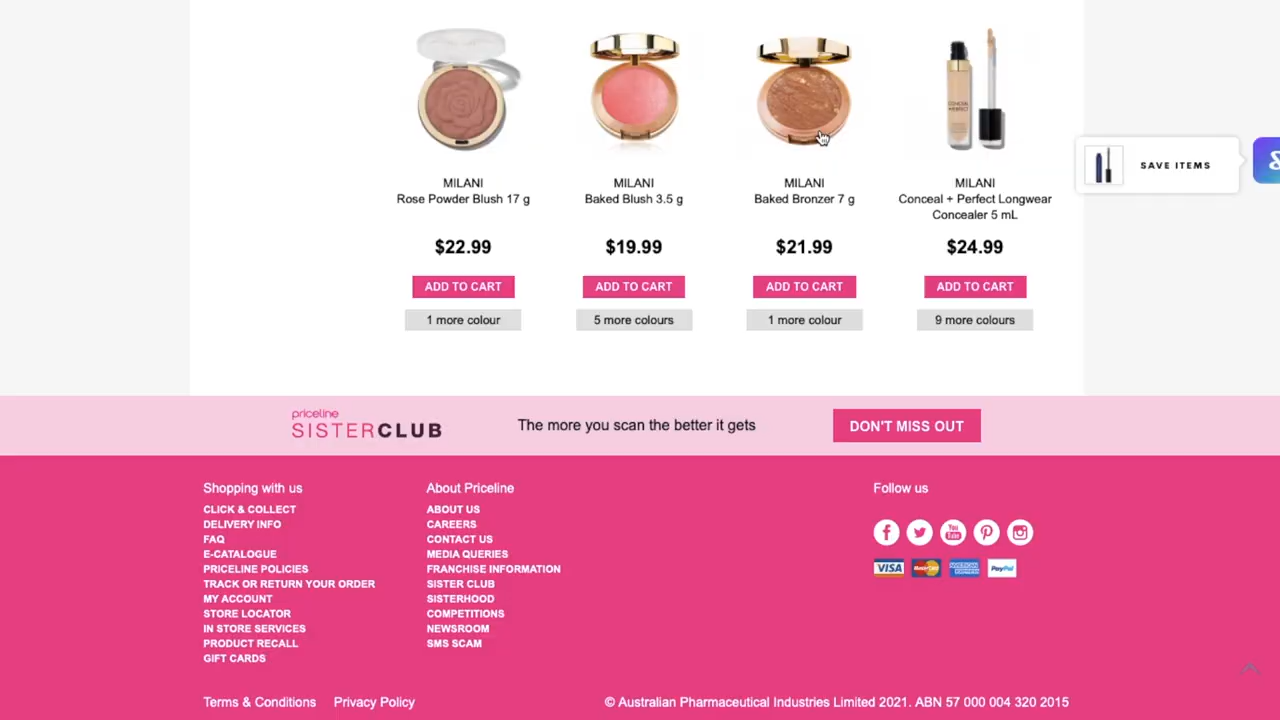 MILANI
Rose Powder Blush 17 g
$22.99
ADD TO CART
1 more colour
MILANI
Baked Blush 3.5 g
$19.99
ADD TO CART
5 more colours
MILANI
Baked Bronzer 7 g
$21.99
ADD TO CART
1 more colour
MILANI
Conceal + Perfect Longwear
Concealer 5 mL
$24.99
ADD TO CART
9 more colours
SAVE ITEMS
priceline
SISTERCLUB
The more you scan the better it gets
DON'T MISS OUT
Shopping with us
CLICK & COLLECT
DELIVERY INFO
FAQ
E-CATALOGUE
PRICELINE POLICIES
TRACK OR RETURN YOUR ORDER
MY ACCOUNT
STORE LOCATOR
IN STORE SERVICES
PRODUCT RECALL
GIFT CARDS
About Priceline
ABOUT US
CAREERS
CONTACT US
MEDIA QUERIES
FRANCHISE INFORMATION
SISTER CLUB
SISTERHOOD
COMPETITIONS
NEWSROOM
SMS SCAM
Follow us
You
Tube
VISA
MasterCard
AMERICAN
EXPRESS
PayPal
Terms & Conditions
Privacy Policy
© Australian Pharmaceutical Industries Limited 2021. ABN 57 000 004 320 2015